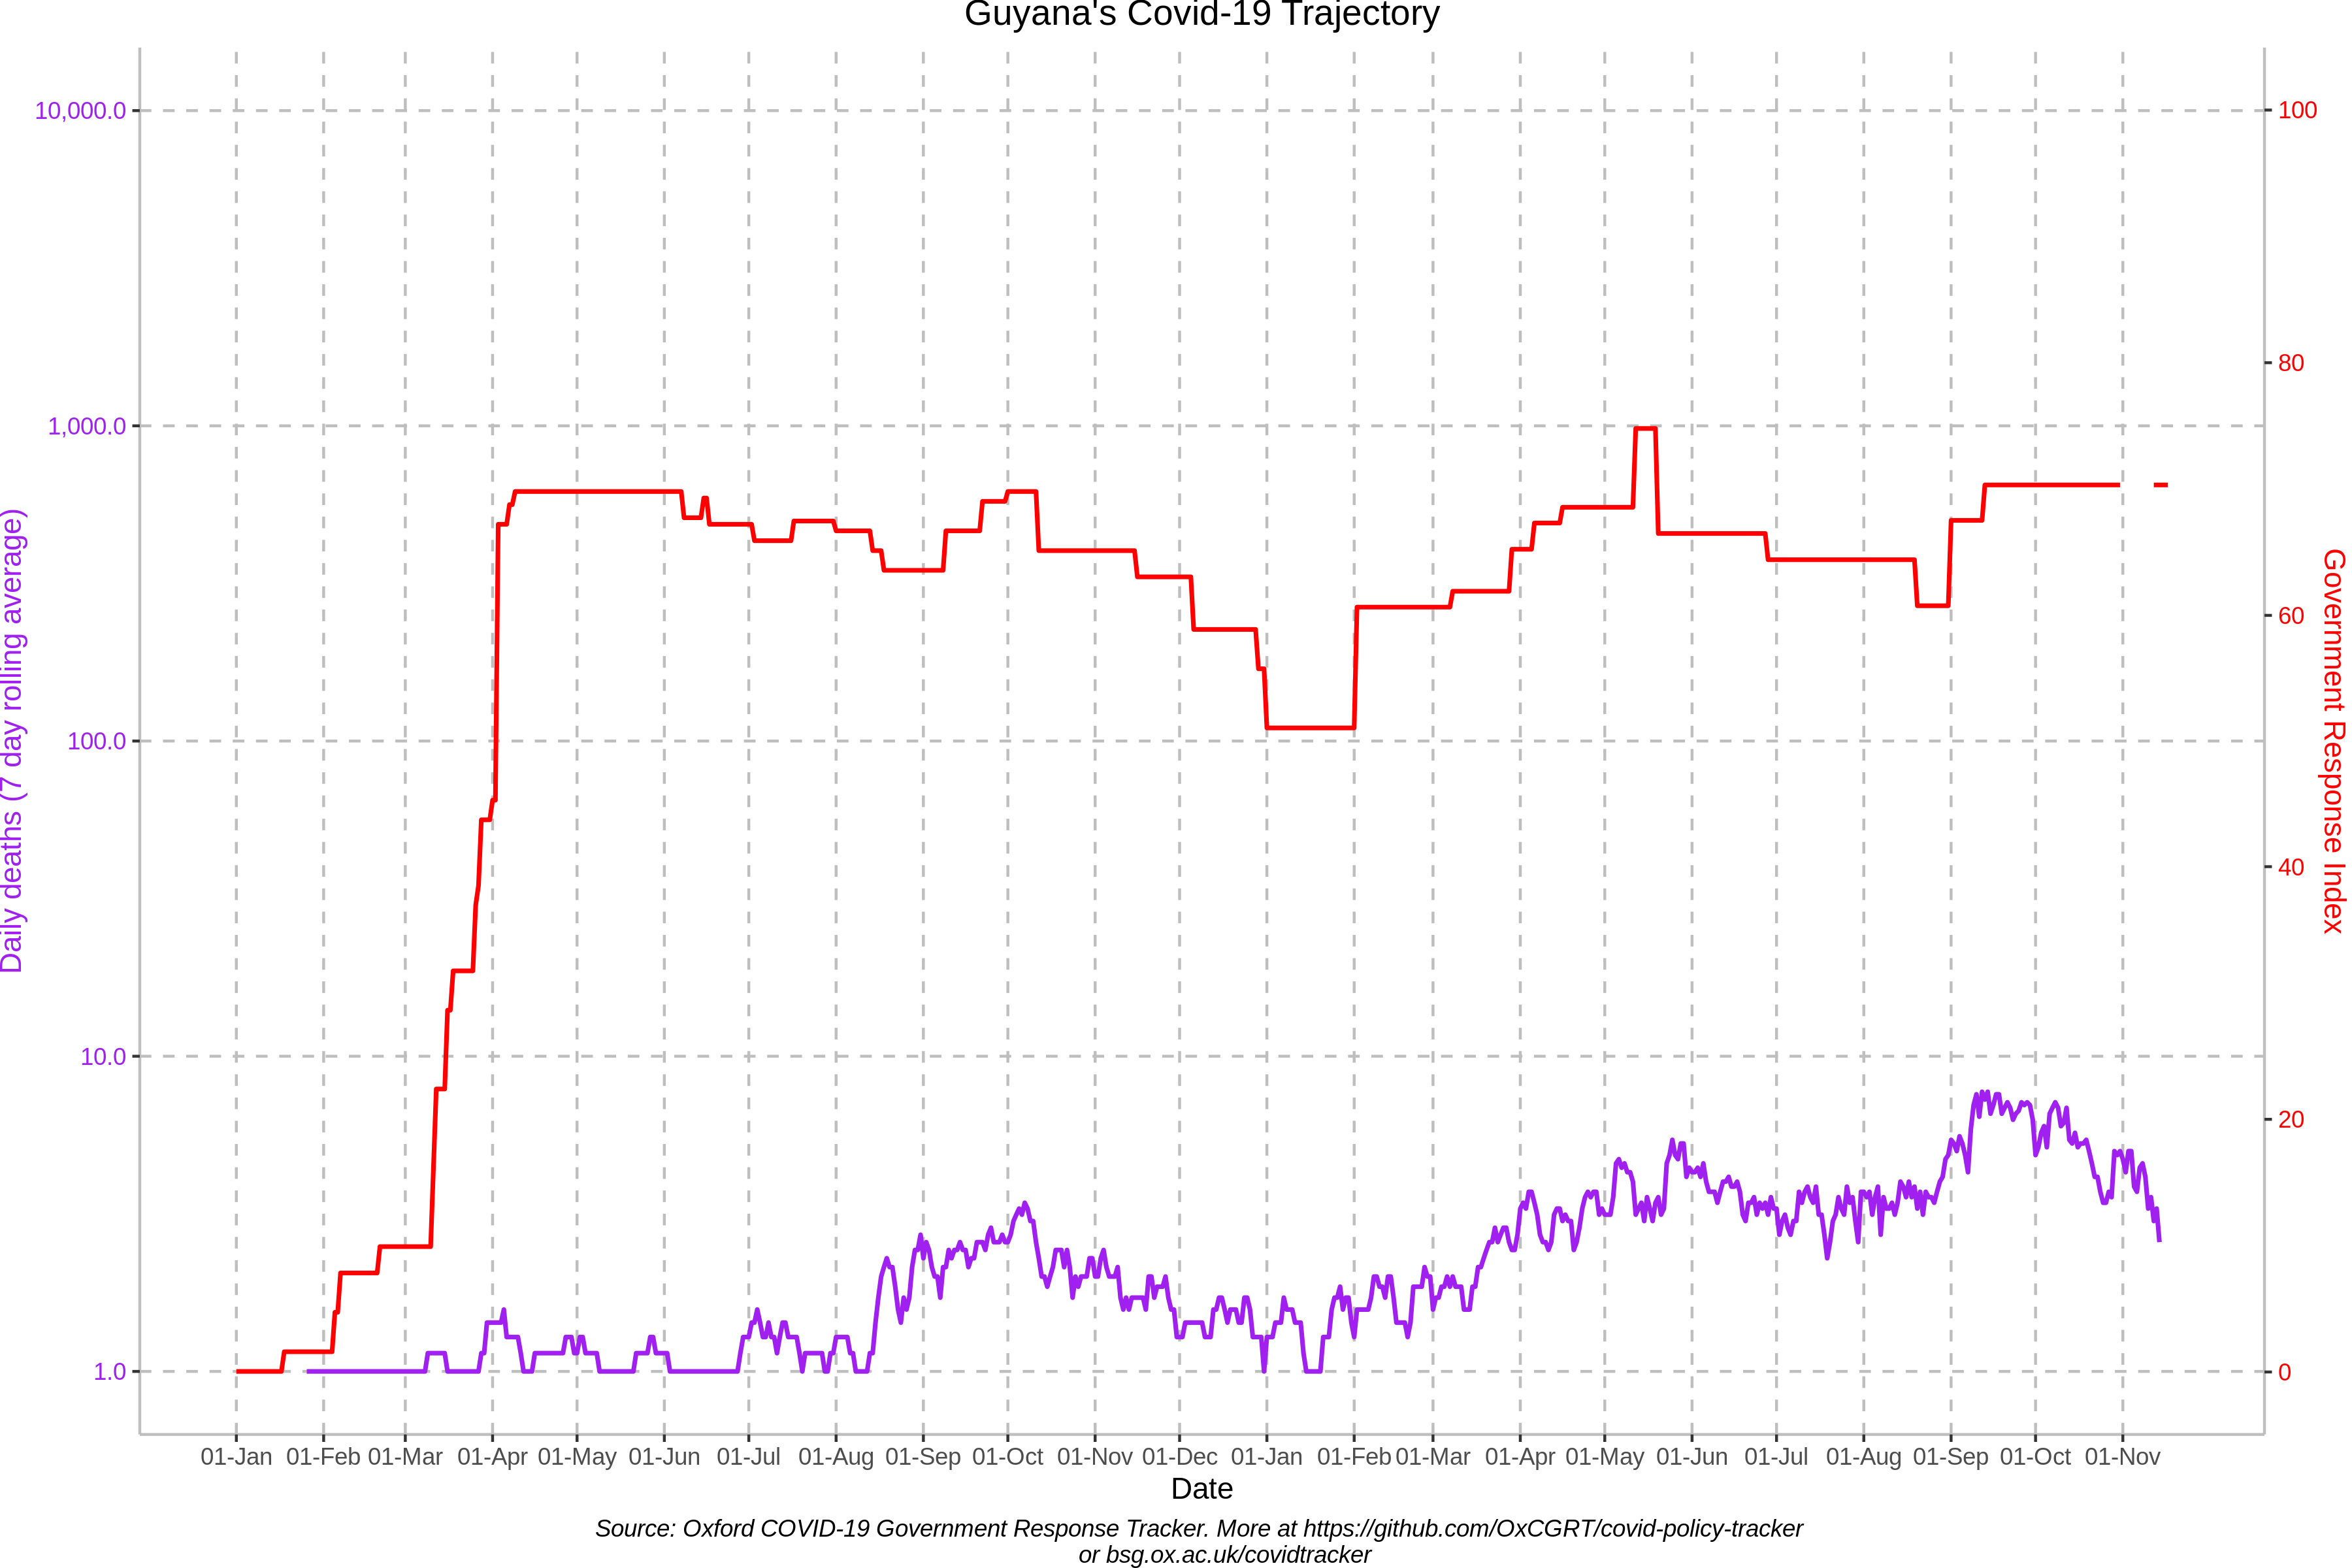 Guyana's Covid-19 Trajectory
10,000.0
1,000.0
100.0
10.0
1.0
Daily deaths (7 day rolling average)
100
80
60
40
20
0
Government Response Index
01-Jan 01-Feb 01-Mar 01-Apr 01-May 01-Jun 01-Jul 01-Aug 01-Sep 01-Oct 01-Nov 01-Dec 01-Jan 01-Feb 01-Mar 01-Apr 01-May 01-Jun 01-Jul 01-Aug 01-Sep 01-Oct 01-Nov
Date
Source: Oxford COVID-19 Government Response Tracker. More at https://github.com/OxCGRT/covid-policy-tracker
or bsg.ox.ac.uk/covidtracker